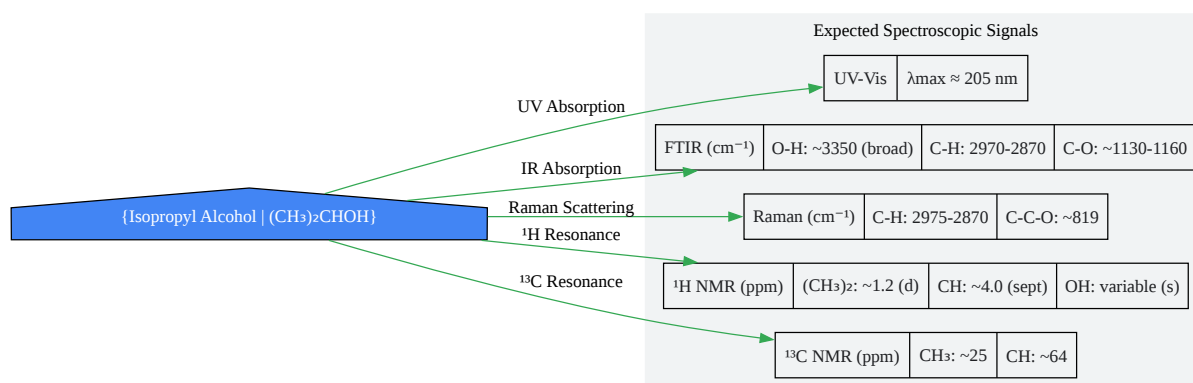 Expected Spectroscopic Signals
UV-Vis λmax ≈ 205 nm
UV Absorption
FTIR (cm⁻¹) O-H: ~3350 (broad) C-H: 2970-2870 C-O: ~1130-1160
IR Absorption
{Isopropyl Alcohol | (CH₃)₂CHOH}
Raman Scattering
Raman (cm⁻¹) C-H: 2975-2870 C-C-O: ~819
¹H Resonance
¹H NMR (ppm) (CH₃)₂: ~1.2 (d) CH: ~4.0 (sept) OH: variable (s)
¹³C Resonance
¹³C NMR (ppm) CH₃: ~25 CH: ~64